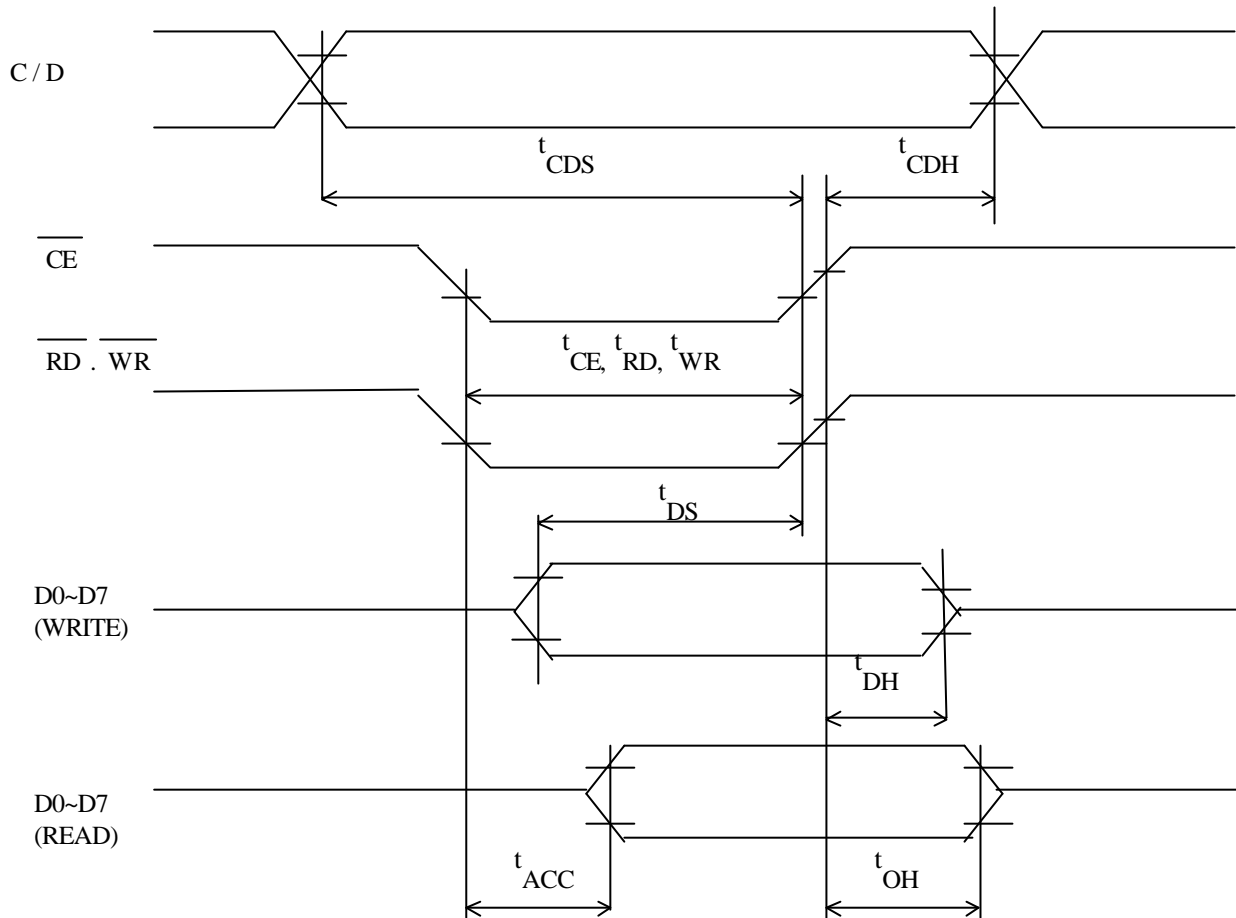 C / D
t CDS
t CDH
CE
RD . WR
t CE, t RD, t WR
t DS
D0~D7
(WRITE)
t DH
D0~D7
(READ)
t ACC
t OH